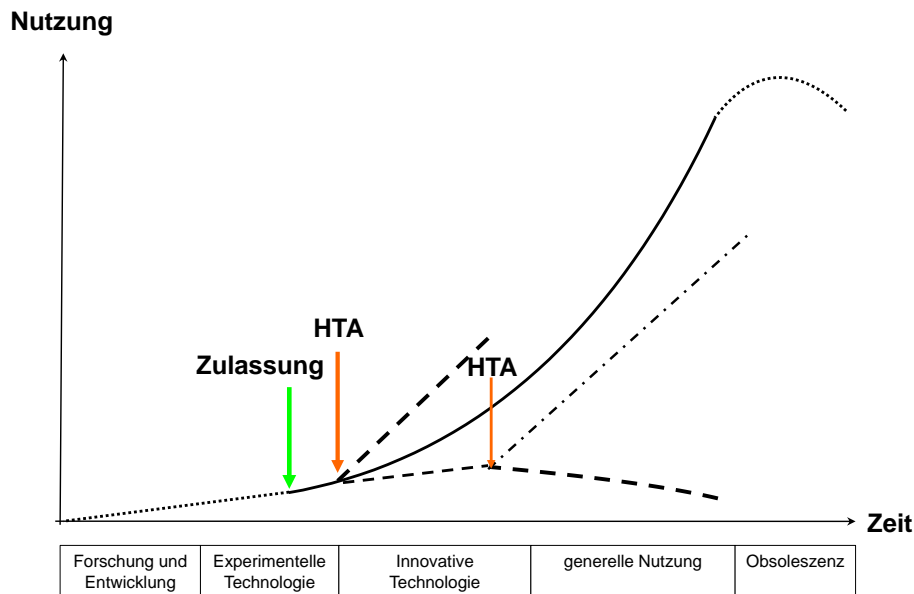 Nutzung
HTA
Zulassung
HTA
Zeit
Forschung und
Entwicklung
Experimentelle
Technologie
Innovative
Technologie
generelle Nutzung
Obsoleszenz